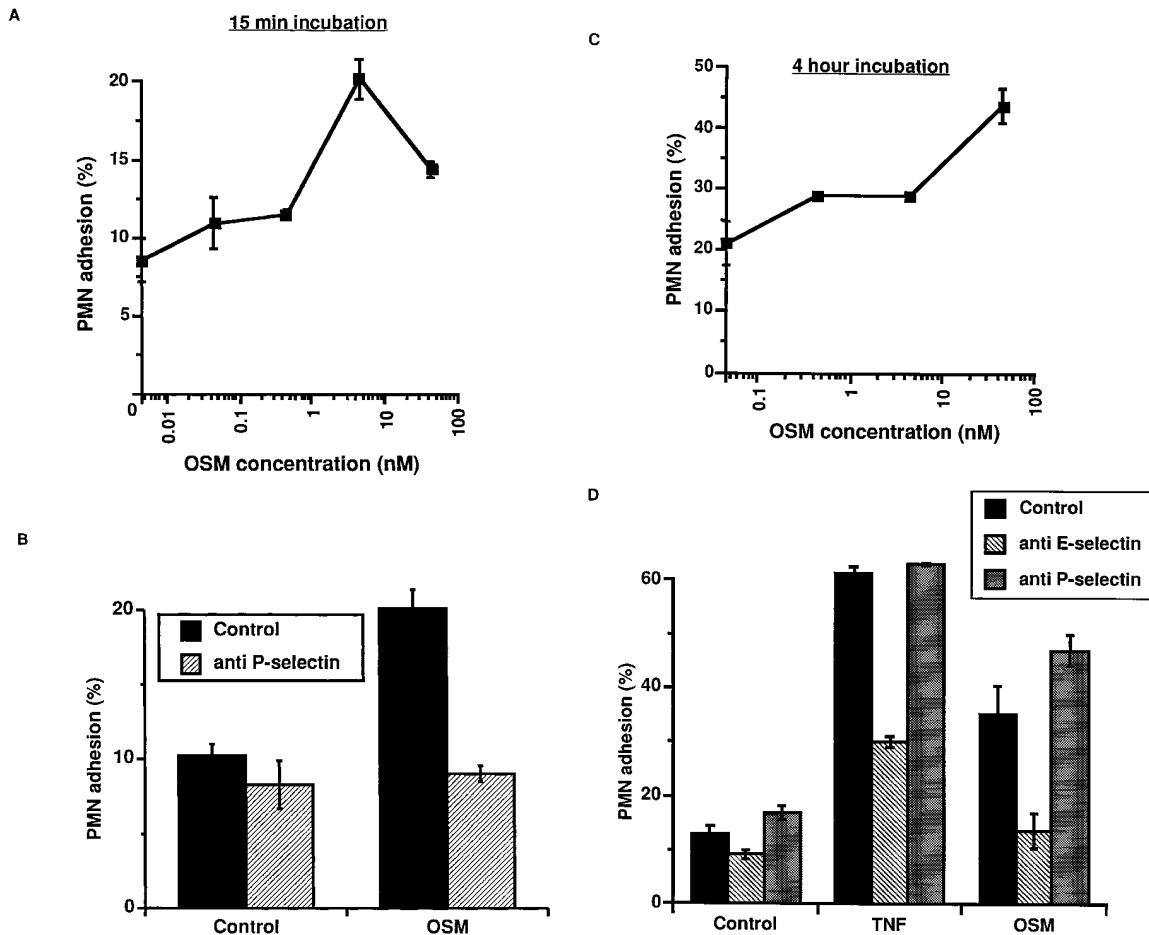 A
15 min incubation
PMN adhesion (%)
20
15
10
5
0
0.01
0.1
1
10
100
OSM concentration (nM)
C
4 hour incubation
PMN adhesion (%)
50
40
30
20
10
0
0.1
1
10
100
OSM concentration (nM)
B
Control
anti P-selectin
PMN adhesion (%)
20
10
0
Control
OSM
D
Control
anti E-selectin
anti P-selectin
PMN adhesion (%)
60
40
20
0
Control
TNF
OSM